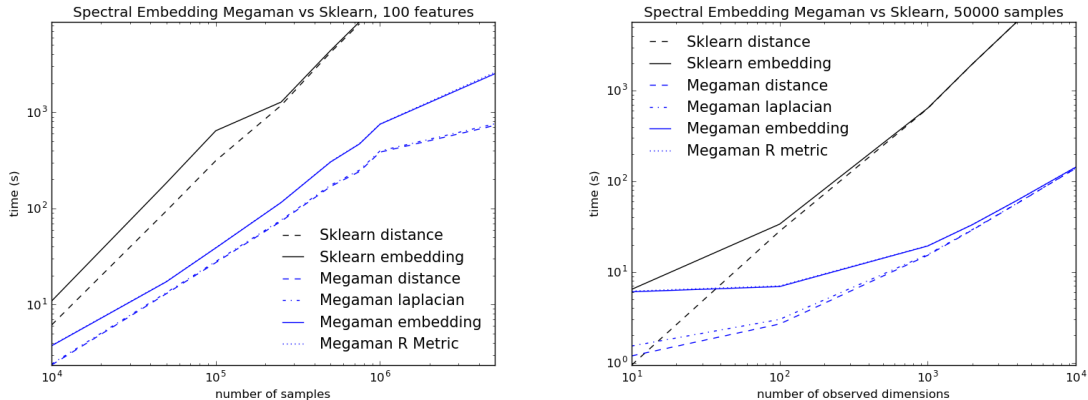 Spectral Embedding Megaman vs Sklearn, 100 features
time (s)
10^3
10^2
10^1
Sklearn distance
Sklearn embedding
Megaman distance
Megaman laplacian
Megaman embedding
Megaman R Metric
10^4
10^5
10^6
number of samples
Spectral Embedding Megaman vs Sklearn, 50000 samples
Sklearn distance
Sklearn embedding
Megaman distance
Megaman laplacian
Megaman embedding
Megaman R metric
time (s)
10^3
10^2
10^1
10^0
10^1
10^2
10^3
10^4
number of observed dimensions